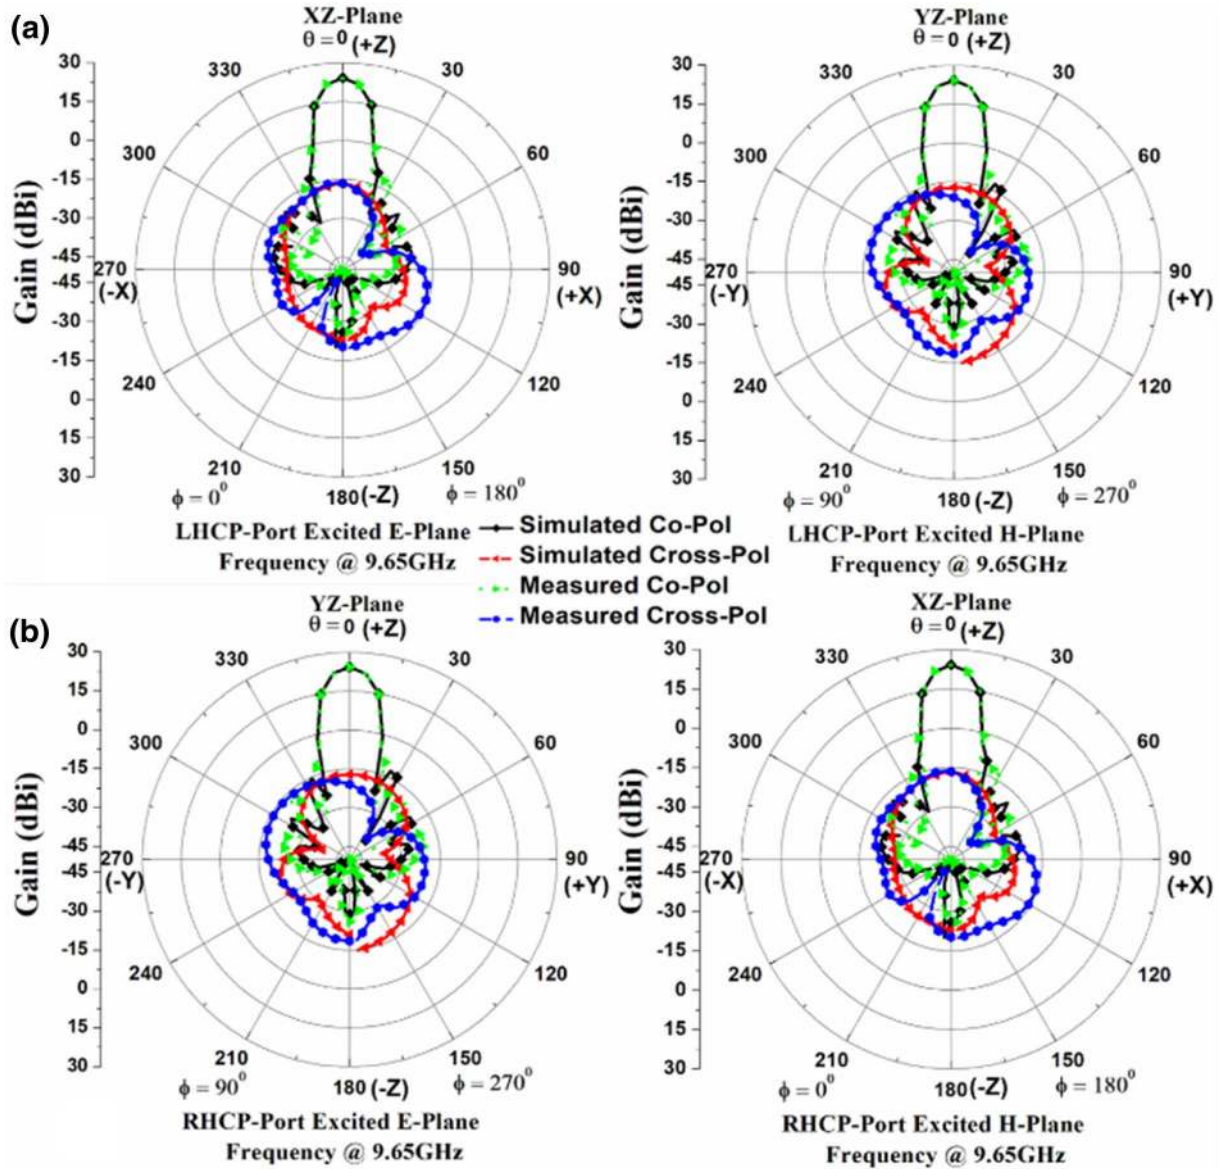 (a)
XZ-Plane
θ = 0 (+Z)
330
30
300
60
270
(-X)
90
(+X)
240
120
210
150
180(-Z)
ϕ = 0⁰
ϕ = 180⁰
30
15
0
-15
-30
-45
-45
-30
-15
0
15
30
Gain (dBi)
LHCP-Port Excited E-Plane
Frequency @ 9.65GHz
YZ-Plane
θ = 0 (+Z)
330
30
300
60
270
(-Y)
90
(+Y)
240
120
210
150
180 (-Z)
ϕ = 90⁰
ϕ = 270⁰
30
15
0
-15
-30
-45
-45
-30
-15
0
15
30
Gain (dBi)
LHCP-Port Excited H-Plane
Frequency @ 9.65GHz
Simulated Co-Pol
Simulated Cross-Pol
Measured Co-Pol
Measured Cross-Pol
(b)
YZ-Plane
θ = 0 (+Z)
330
30
300
60
270
(-Y)
90
(+Y)
240
120
210
150
180 (-Z)
ϕ = 90⁰
ϕ = 270⁰
30
15
0
-15
-30
-45
-45
-30
-15
0
15
30
Gain (dBi)
RHCP-Port Excited E-Plane
Frequency @ 9.65GHz
XZ-Plane
θ = 0 (+Z)
330
30
300
60
270
(-X)
90
(+X)
240
120
210
150
180(-Z)
ϕ = 0⁰
ϕ = 180⁰
30
15
0
-15
-30
-45
-45
-30
-15
0
15
30
Gain (dBi)
RHCP-Port Excited H-Plane
Frequency @ 9.65GHz